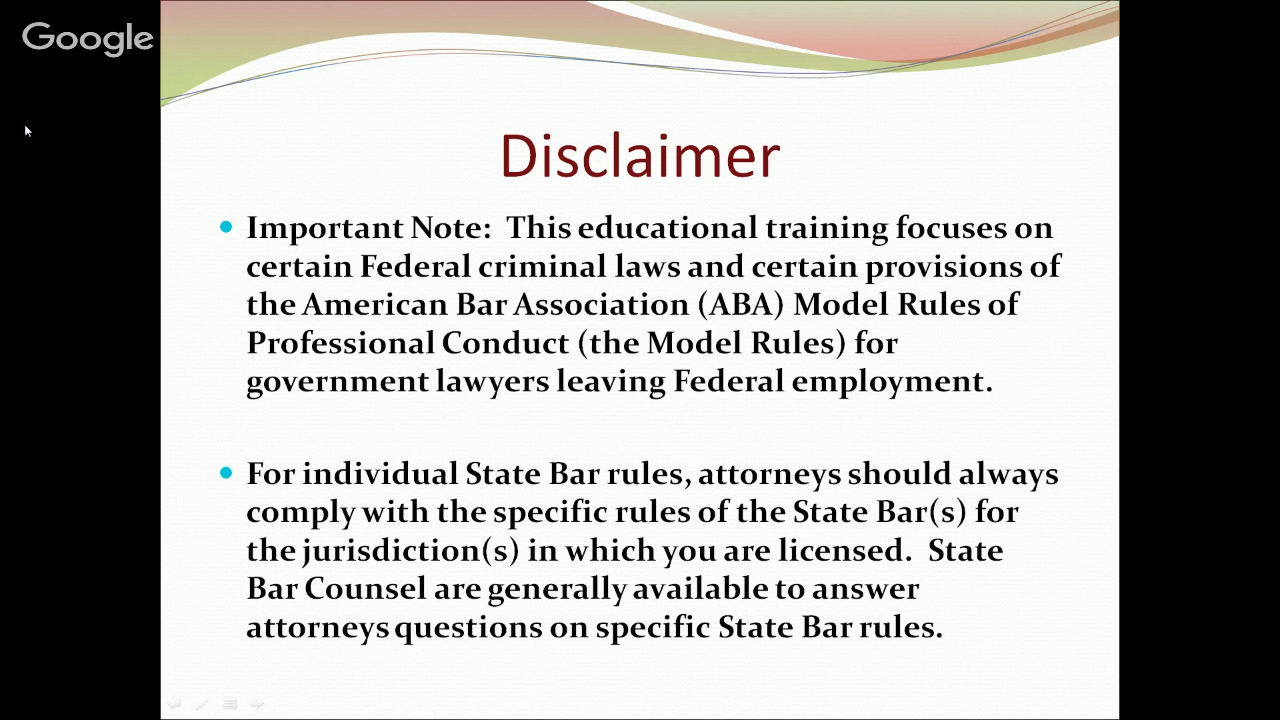 Google
Disclaimer
Important Note:  This educational training focuses on
certain Federal criminal laws and certain provisions of
the American Bar Association (ABA) Model Rules of
Professional Conduct (the Model Rules) for
government lawyers leaving Federal employment.
For individual State Bar rules, attorneys should always
comply with the specific rules of the State Bar(s) for
the jurisdiction(s) in which you are licensed.  State
Bar Counsel are generally available to answer
attorneys questions on specific State Bar rules.